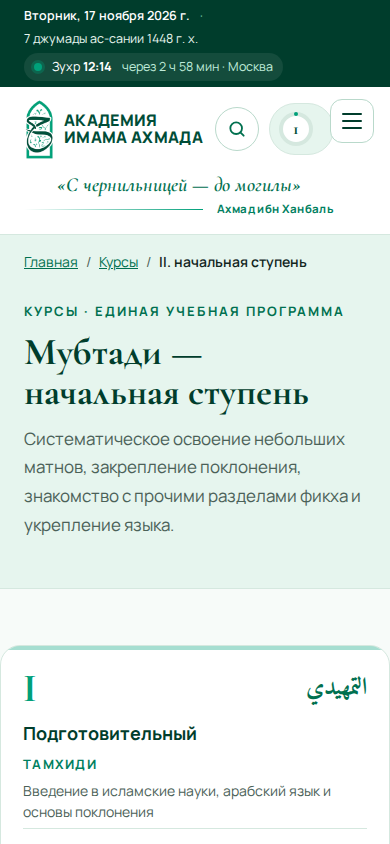 Вторник, 17 ноября 2026 г. ·
7 джумады ас-сании 1448 г. х.
Зухр 12:14 через 2 ч 58 мин · Москва
АКАДЕМИЯ
ИМАМА АХМАДА
I
«С чернильницей — до могилы»
Ахмад ибн Ханбаль
Главная / Курсы / II. начальная ступень
КУРСЫ · ЕДИНАЯ УЧЕБНАЯ ПРОГРАММА
Мубтади —
начальная ступень
Систематическое освоение небольших
матнов, закрепление поклонения,
знакомство с прочими разделами фикха и
укрепление языка.
I
التمهيدي
Подготовительный
ТАМХИДИ
Введение в исламские науки, арабский язык и
основы поклонения